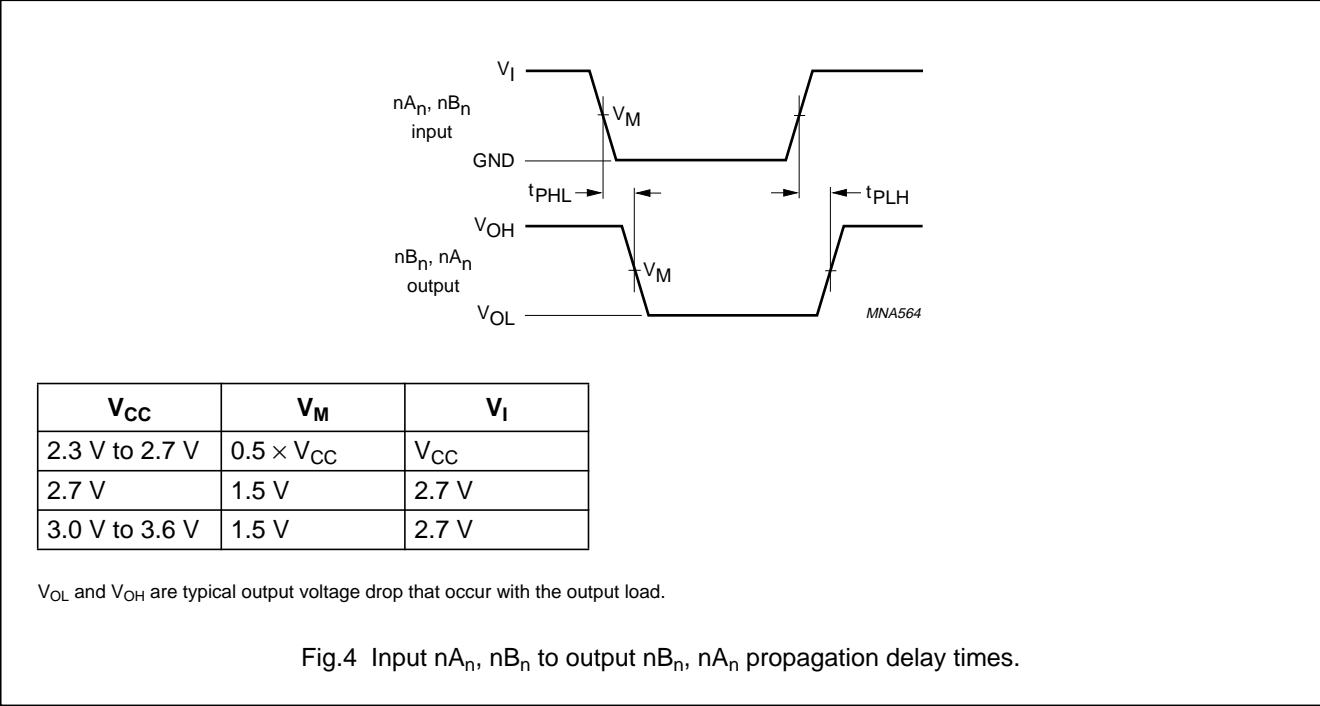 V_I
nA_n, nB_n
input
V_M
GND
t_PHL
t_PLH
V_OH
nB_n, nA_n
output
V_M
V_OL
MNA564
V_CC V_M V_I
2.3 V to 2.7 V 0.5 × V_CC V_CC
2.7 V 1.5 V 2.7 V
3.0 V to 3.6 V 1.5 V 2.7 V
V_OL and V_OH are typical output voltage drop that occur with the output load.
Fig.4 Input nA_n, nB_n to output nB_n, nA_n propagation delay times.